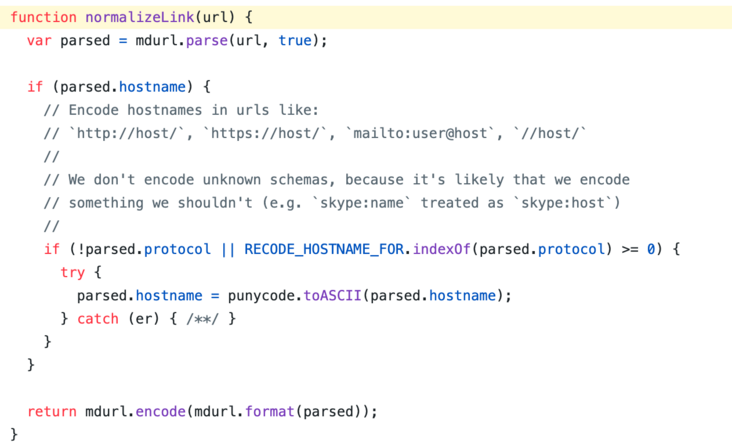 function normalizeLink(url) {
  var parsed = mdurl.parse(url, true);

  if (parsed.hostname) {
    // Encode hostnames in urls like:
    // `http://host/`, `https://host/`, `mailto:user@host`, `//host/`
    //
    // We don't encode unknown schemas, because it's likely that we encode
    // something we shouldn't (e.g. `skype:name` treated as `skype:host`)
    //
    if (!parsed.protocol || RECODE_HOSTNAME_FOR.indexOf(parsed.protocol) >= 0) {
      try {
        parsed.hostname = punycode.toASCII(parsed.hostname);
      } catch (er) { /**/ }
    }
  }

  return mdurl.encode(mdurl.format(parsed));
}